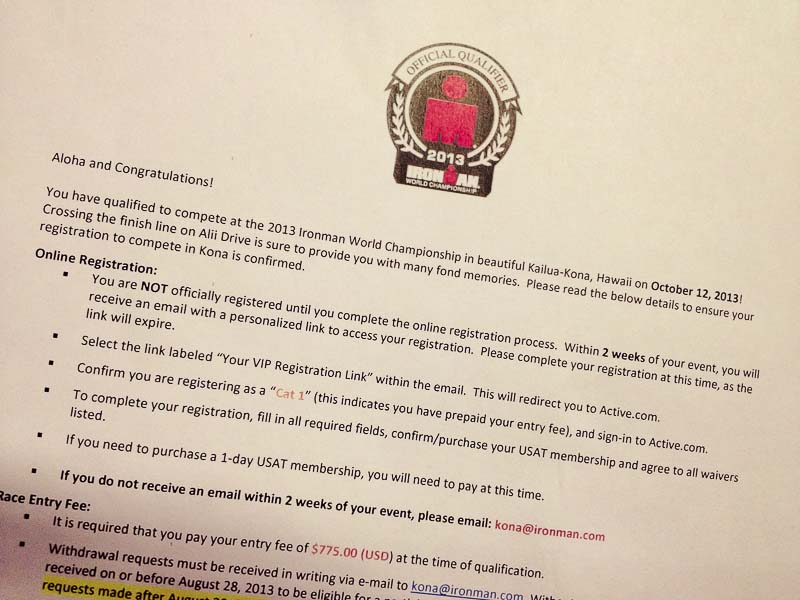 OFFICIAL QUALIFIER
2013
IRONMAN
WORLD CHAMPIONSHIP
Aloha and Congratulations!
You have qualified to compete at the 2013 Ironman World Championship in beautiful Kailua-Kona, Hawaii on October 12, 2013!
Crossing the finish line on Alii Drive is sure to provide you with many fond memories. Please read the below details to ensure your
registration to compete in Kona is confirmed.
Online Registration:
▪ You are NOT officially registered until you complete the online registration process. Within 2 weeks of your event, you will
receive an email with a personalized link to access your registration. Please complete your registration at this time, as the
link will expire.
▪ Select the link labeled “Your VIP Registration Link” within the email. This will redirect you to Active.com.
▪ Confirm you are registering as a “Cat 1” (this indicates you have prepaid your entry fee), and sign-in to Active.com.
▪ To complete your registration, fill in all required fields, confirm/purchase your USAT membership and agree to all waivers
listed.
▪ If you need to purchase a 1-day USAT membership, you will need to pay at this time.
▪ If you do not receive an email within 2 weeks of your event, please email: kona@ironman.com
Race Entry Fee:
▪ It is required that you pay your entry fee of $775.00 (USD) at the time of qualification.
▪ Withdrawal requests must be received in writing via e-mail to kona@ironman.com.
received on or before August 28, 2013 to be eligible for a
requests made after August